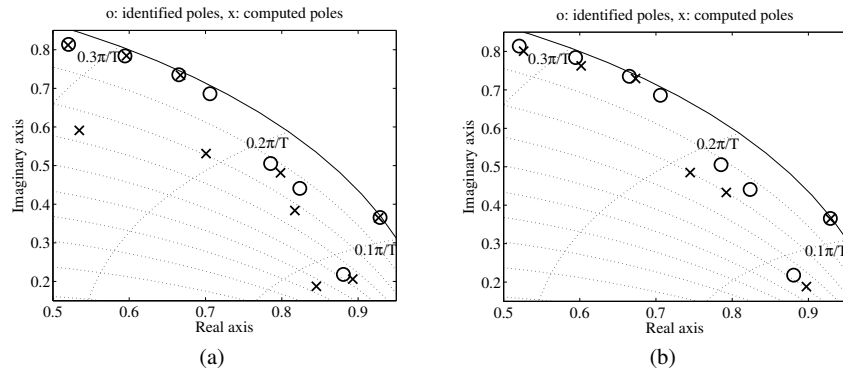 o: identified poles, x: computed poles
0.8
0.7
0.6
0.5
0.4
0.3
0.2
Imaginary axis
0.3π/T
0.2π/T
0.1π/T
0.5 0.6 0.7 0.8 0.9
Real axis
(a)
o: identified poles, x: computed poles
0.8
0.7
0.6
0.5
0.4
0.3
0.2
Imaginary axis
0.3π/T
0.2π/T
0.1π/T
0.5 0.6 0.7 0.8 0.9
Real axis
(b)